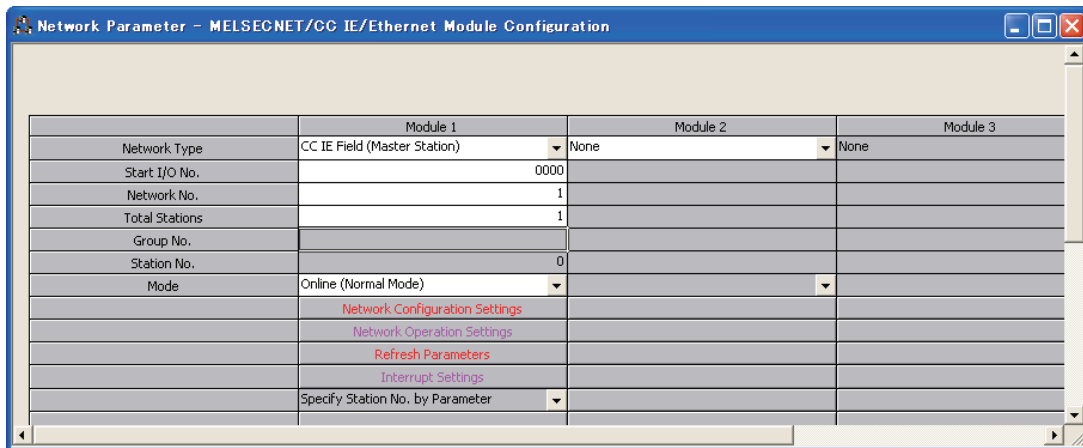 Network Parameter - MELSECNET/CC IE/Ethernet Module Configuration
Module 1 Module 2 Module 3
Network Type CC IE Field (Master Station) None None
Start I/O No. 0000
Network No. 1
Total Stations 1
Group No.
Station No. 0
Mode Online (Normal Mode)
Network Configuration Settings
Network Operation Settings
Refresh Parameters
Interrupt Settings
Specify Station No. by Parameter